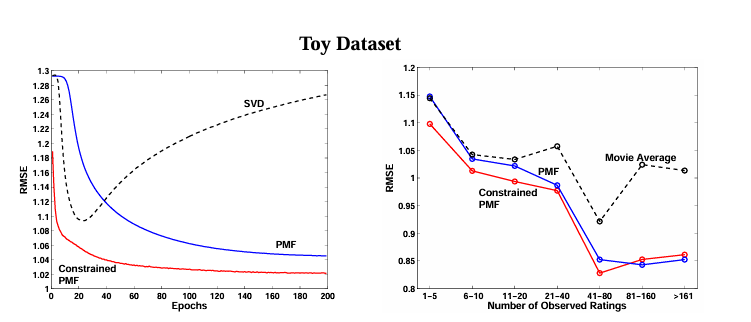 Toy Dataset
1.3
1.28
1.26
1.24
1.22
1.2
1.18
1.16
1.14
1.12
1.1
1.08
1.06
1.04
1.02
1
RMSE
SVD
PMF
Constrained
PMF
0 20 40 60 80 100 120 140 160 180 200
Epochs
1.2
1.15
1.1
1.05
1
0.95
0.9
0.85
0.8
RMSE
Movie Average
PMF
Constrained
PMF
1−5 6−10 11−20 21−40 41−80 81−160 >161
Number of Observed Ratings